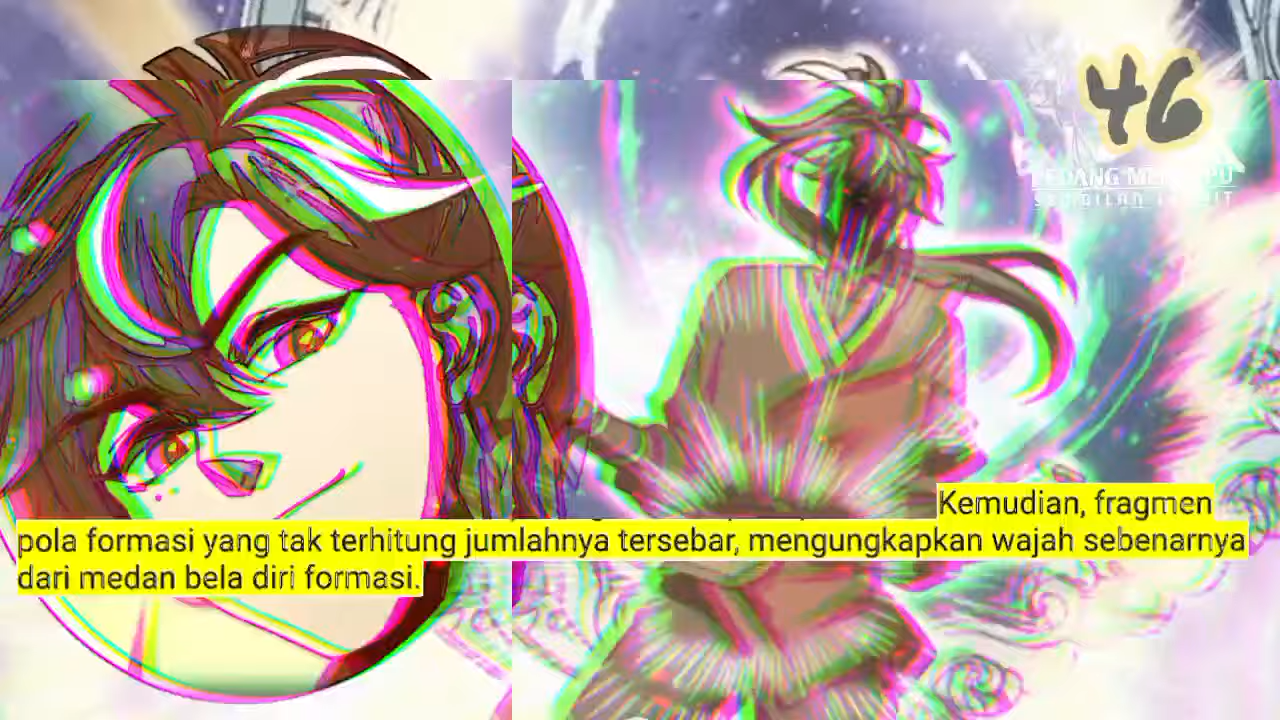 46
Kemudian, fragmen
pola formasi yang tak terhitung jumlahnya tersebar, mengungkapkan wajah sebenarnya
dari medan bela diri formasi.